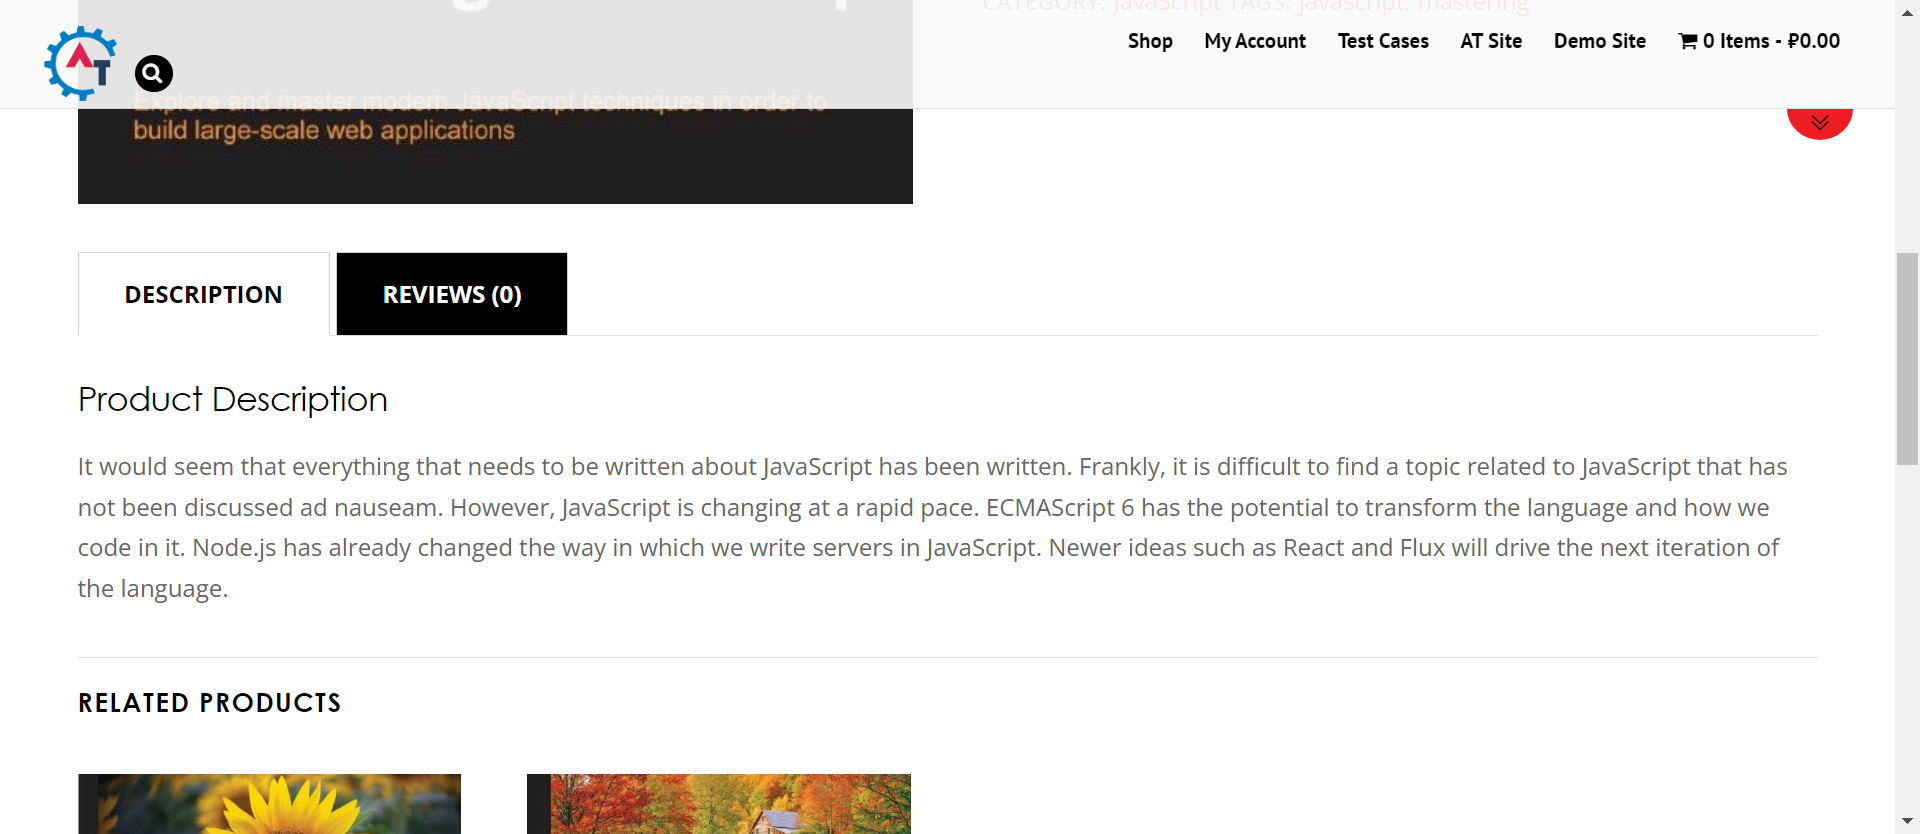 CATEGORY: JavaScript TAGS: javascript, mastering
Shop My Account Test Cases AT Site Demo Site 0 Items - ₽0.00
AT
Explore and master modern JavaScript techniques in order to
build large-scale web applications
DESCRIPTION REVIEWS (0)
Product Description
It would seem that everything that needs to be written about JavaScript has been written. Frankly, it is difficult to find a topic related to JavaScript that has
not been discussed ad nauseam. However, JavaScript is changing at a rapid pace. ECMAScript 6 has the potential to transform the language and how we
code in it. Node.js has already changed the way in which we write servers in JavaScript. Newer ideas such as React and Flux will drive the next iteration of
the language.
RELATED PRODUCTS